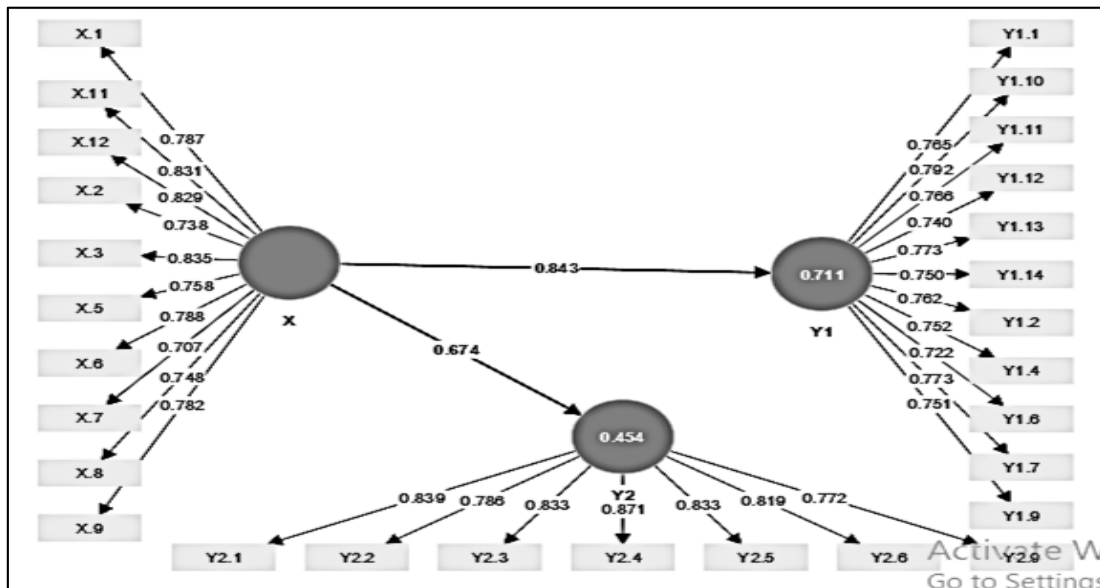 X.1
X.11
X.12
X.2
X.3
X.5
X.6
X.7
X.8
X.9
0.787
0.831
0.829
0.738
0.835
0.758
0.788
0.707
0.748
0.782
X
0.843
0.674
0.711
Y1
0.765
0.792
0.766
0.740
0.773
0.750
0.762
0.752
0.722
0.773
0.751
Y1.1
Y1.10
Y1.11
Y1.12
Y1.13
Y1.14
Y1.2
Y1.4
Y1.6
Y1.7
Y1.9
0.454
Y2
0.839
0.786
0.833
0.871
0.833
0.819
0.772
Y2.1
Y2.2
Y2.3
Y2.4
Y2.5
Y2.6
Y2.9
Activate W
Go to Settings